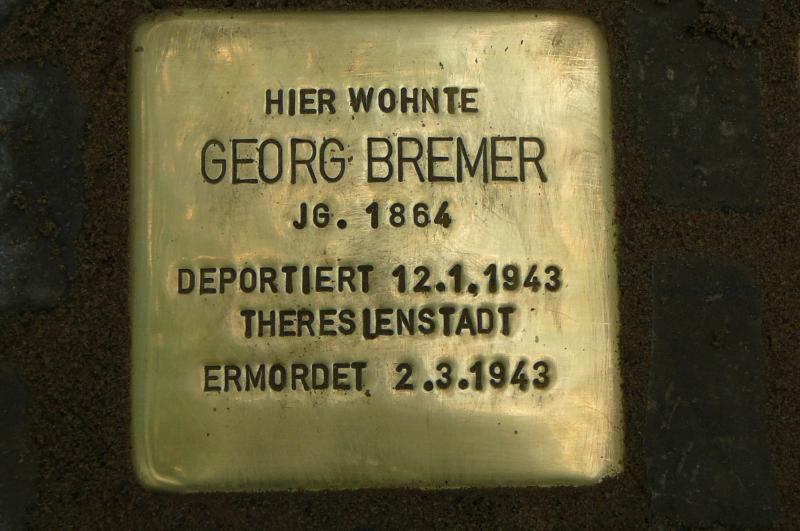 HIER WOHNTE
GEORG BREMER
JG. 1864
DEPORTIERT 12.1.1943
THERESIENSTADT
ERMORDET 2.3.1943